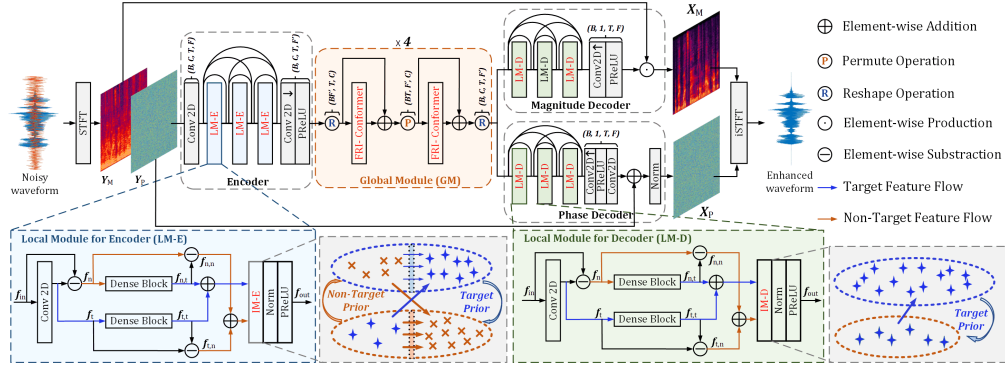 X_M
× 4
(B, C, T, F)
(B, C, T, F')
(BF', T, C)
(BT, F', C)
(B, C, T, F')
(B, 1, T, F)
LM-D
LM-D
LM-D
Conv2D↑
PReLU
Magnitude Decoder
Noisy
waveform
STFT
Y_M
Y_P
Conv 2D
LM-E
LM-E
LM-E
Conv 2D ↓
PReLU
Encoder
R
FRI-Conformer
P
FRI-Conformer
R
Global Module (GM)
(B, 1, T, F)
LM-D
LM-D
LM-D
Conv2D↑
PReLU
Conv2D
Phase Decoder
Norm
X_P
iSTFT
Enhanced
waveform
Element-wise Addition
P
Permute Operation
R
Reshape Operation
Element-wise Production
Element-wise Substraction
Target Feature Flow
Non-Target Feature Flow
Local Module for Encoder (LM-E)
f_in
Conv 2D
f_n
Dense Block
f_n,t
f_n,n
f_t
Dense Block
f_t,t
f_t,n
IM-E
Norm
PReLU
f_out
Non-Target
Prior
Target
Prior
Local Module for Decoder (LM-D)
f_in
Conv 2D
f_n
Dense Block
f_n,t
f_n,n
f_t
Dense Block
f_t,t
f_t,n
IM-D
Norm
PReLU
f_out
Target
Prior